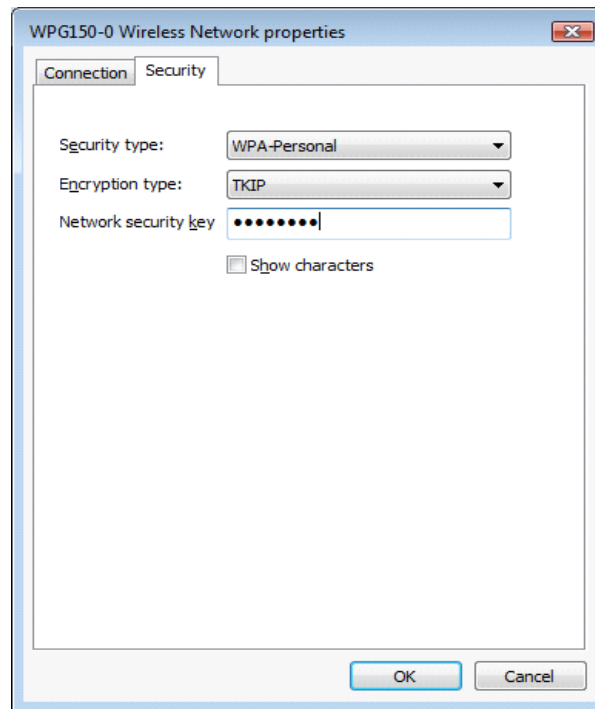 WPG150-0 Wireless Network properties
Connection Security
Security type: WPA-Personal
Encryption type: TKIP
Network security key ●●●●●●●●
Show characters
OK Cancel